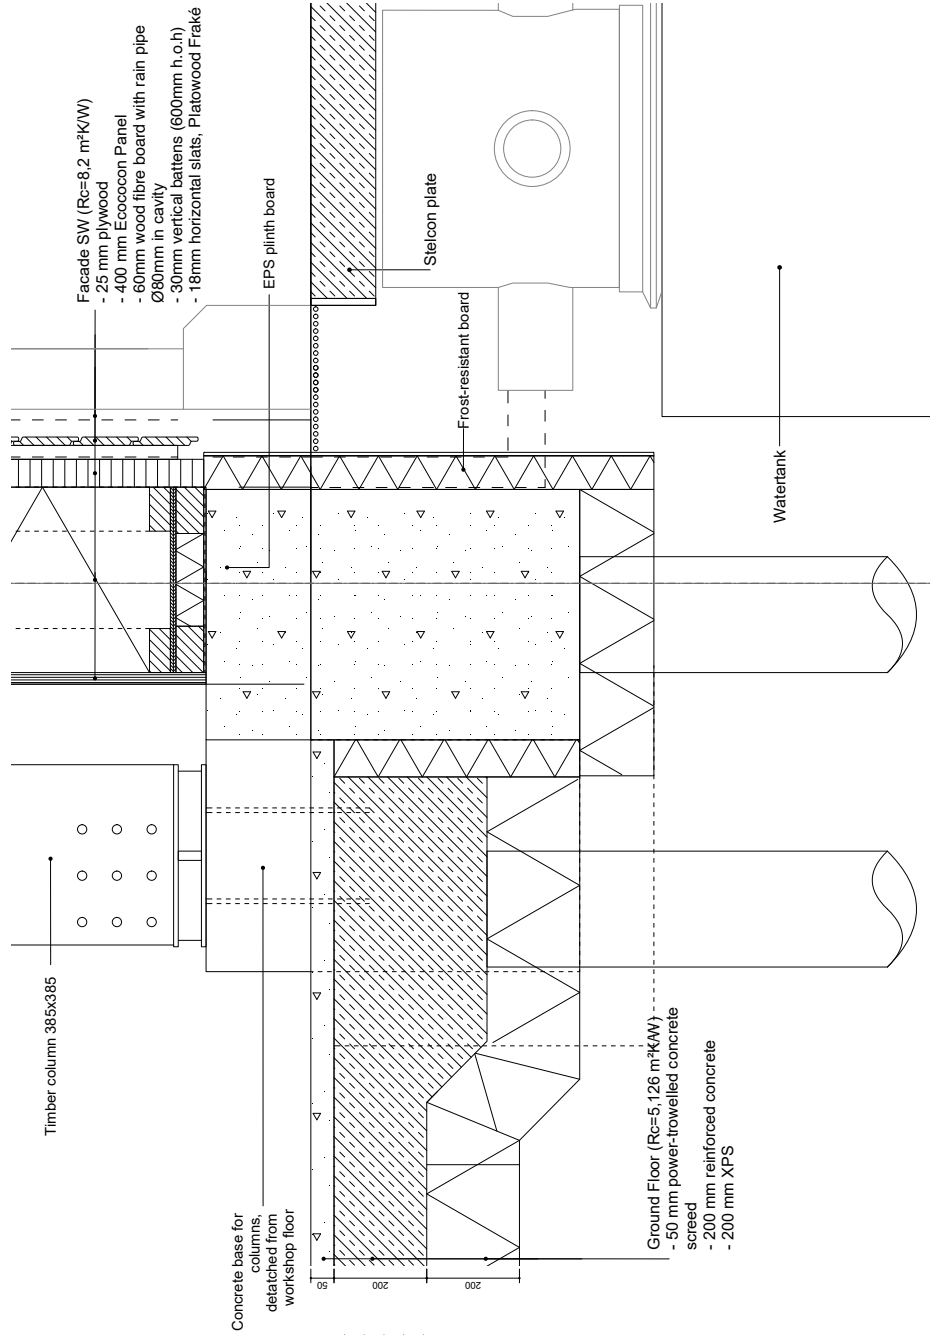 Facade SW (Rc=8,2 m²K/W)
- 25 mm plywood
- 400 mm Ecococon Panel
- 60mm wood fibre board with rain pipe
Ø80mm in cavity
- 30mm vertical battens (600mm h.o.h)
- 18mm horizontal slats, Platowood Fraké
EPS plinth board
Stelcon plate
Frost-resistant board
Watertank
Timber column 385x385
Concrete base for
columns,
detatched from
workshop floor
50
200
200
Ground Floor (Rc=5,126 m²K/W)
- 50 mm power-trowelled concrete
screed
- 200 mm reinforced concrete
- 200 mm XPS